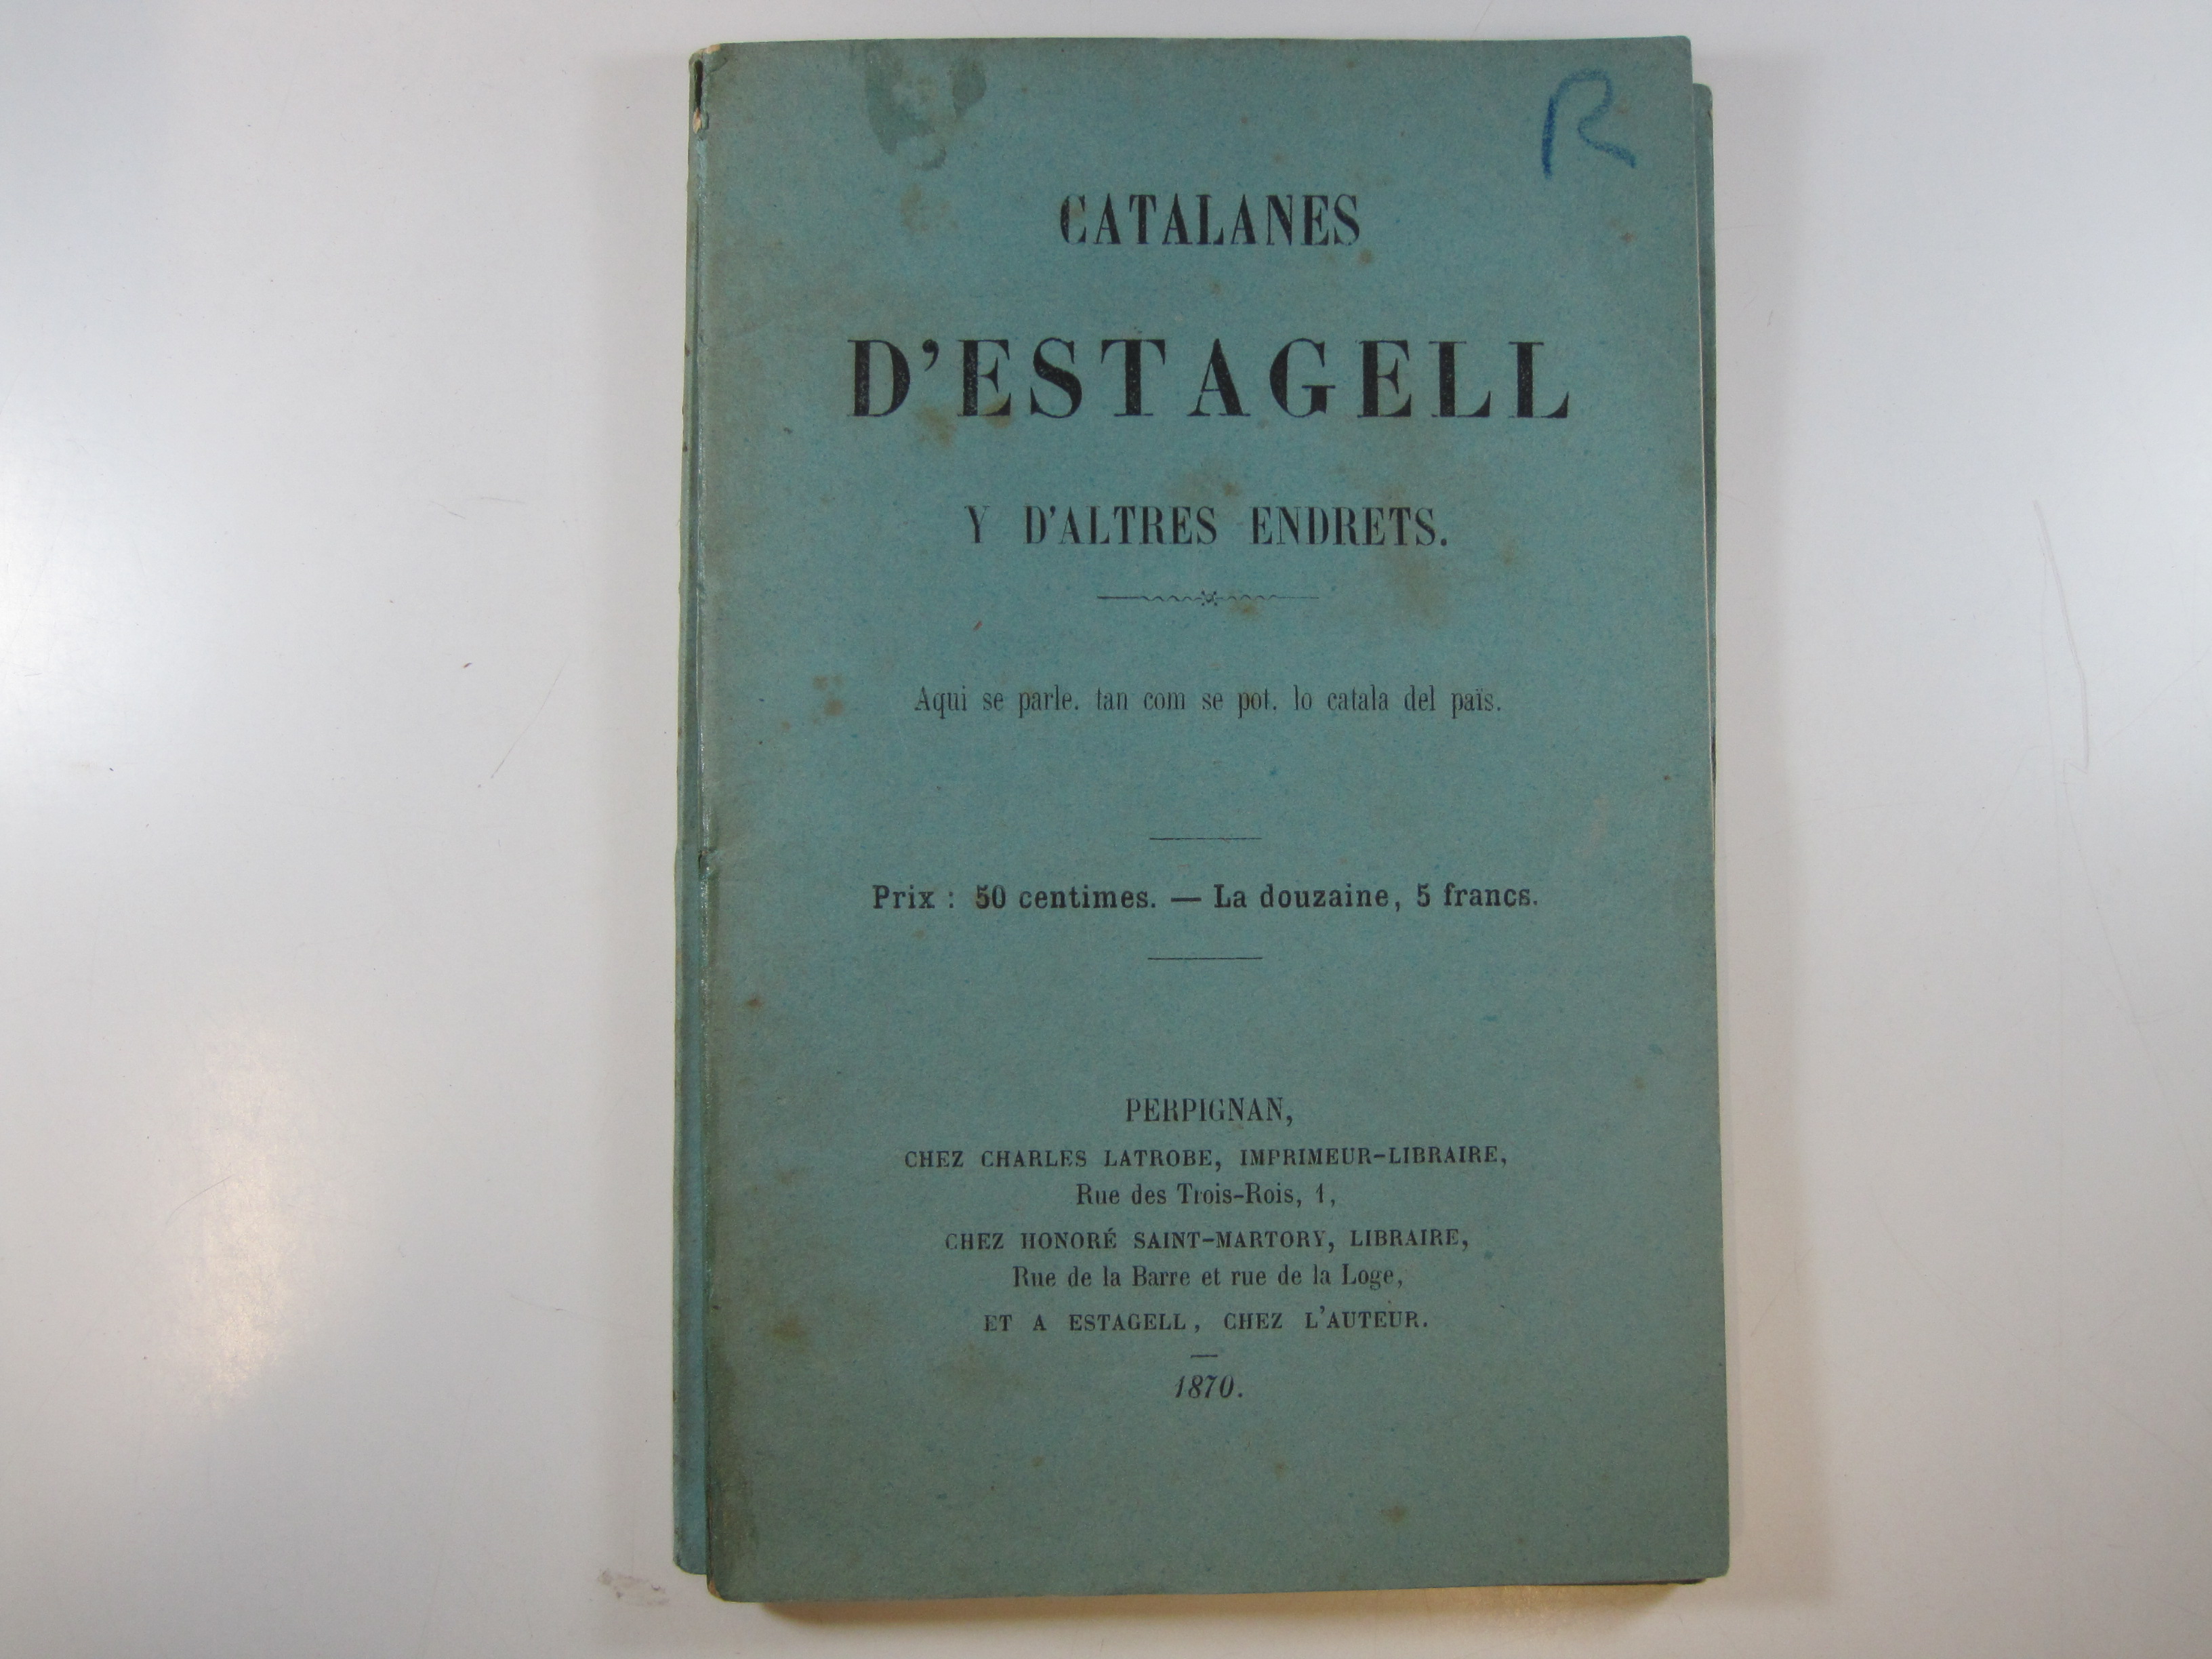 R
CATALANES
D'ESTAGELL
Y D'ALTRES ENDRETS.
Aqui se parle, tan com se pot, lo catala del païs.
Prix : 50 centimes. — La douzaine, 5 francs.
PERPIGNAN,
CHEZ CHARLES LATROBE, IMPRIMEUR-LIBRAIRE,
Rue des Trois-Rois, 1,
CHEZ HONORÉ SAINT-MARTORY, LIBRAIRE,
Rue de la Barre et rue de la Loge,
ET A ESTAGELL, CHEZ L'AUTEUR.
1870.